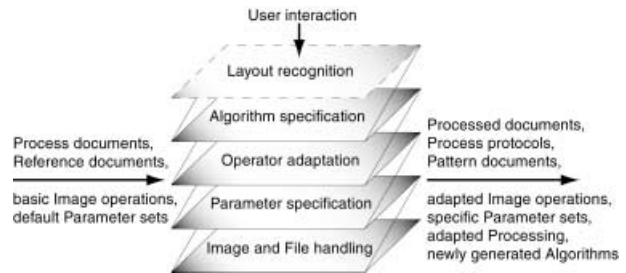 User interaction
Layout recognition
Algorithm specification
Operator adaptation
Parameter specification
Image and File handling
Process documents,
Reference documents,
basic Image operations,
default Parameter sets
Processed documents,
Process protocols,
Pattern documents,
adapted Image operations,
specific Parameter sets,
adapted Processing,
newly generated Algorithms